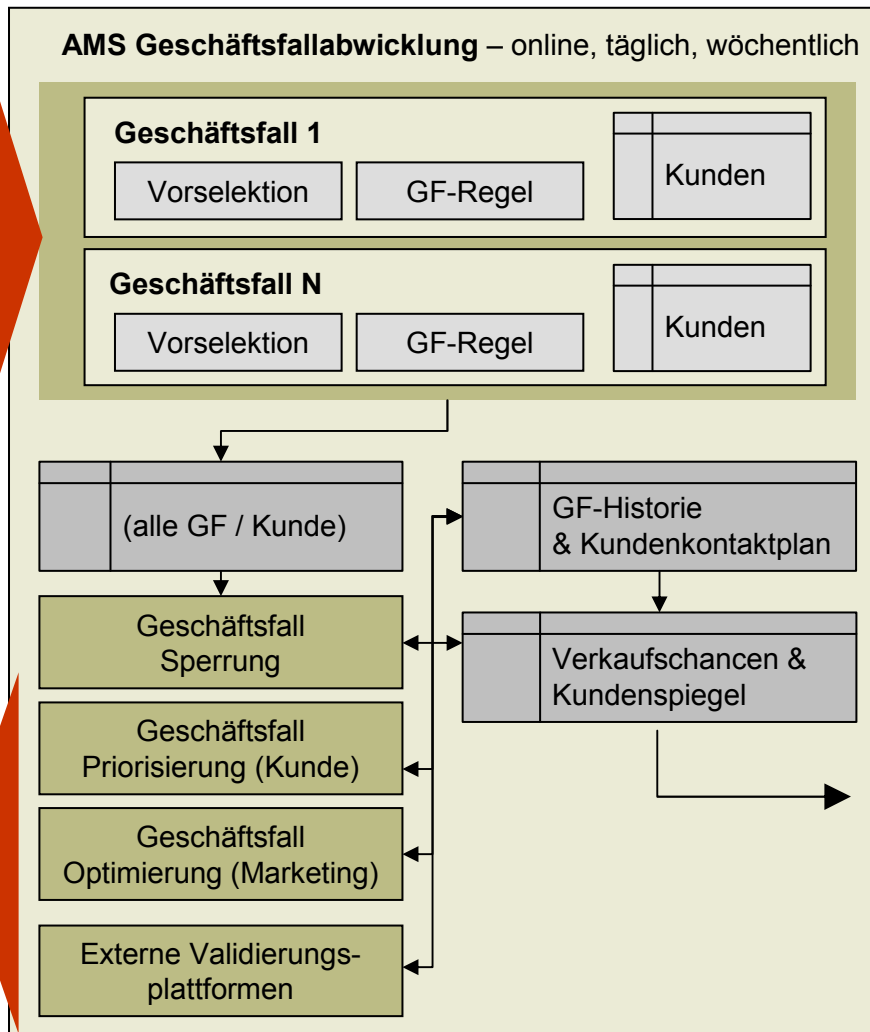 AMS Geschäftsfallabwicklung – online, täglich, wöchentlich
Geschäftsfall 1
Vorselektion
GF-Regel
Kunden
Geschäftsfall N
Vorselektion
GF-Regel
Kunden
(alle GF / Kunde)
GF-Historie
& Kundenkontaktplan
Geschäftsfall
Sperrung
Verkaufschancen &
Kundenspiegel
Geschäftsfall
Priorisierung (Kunde)
Geschäftsfall
Optimierung (Marketing)
Externe Validierungs-
plattformen